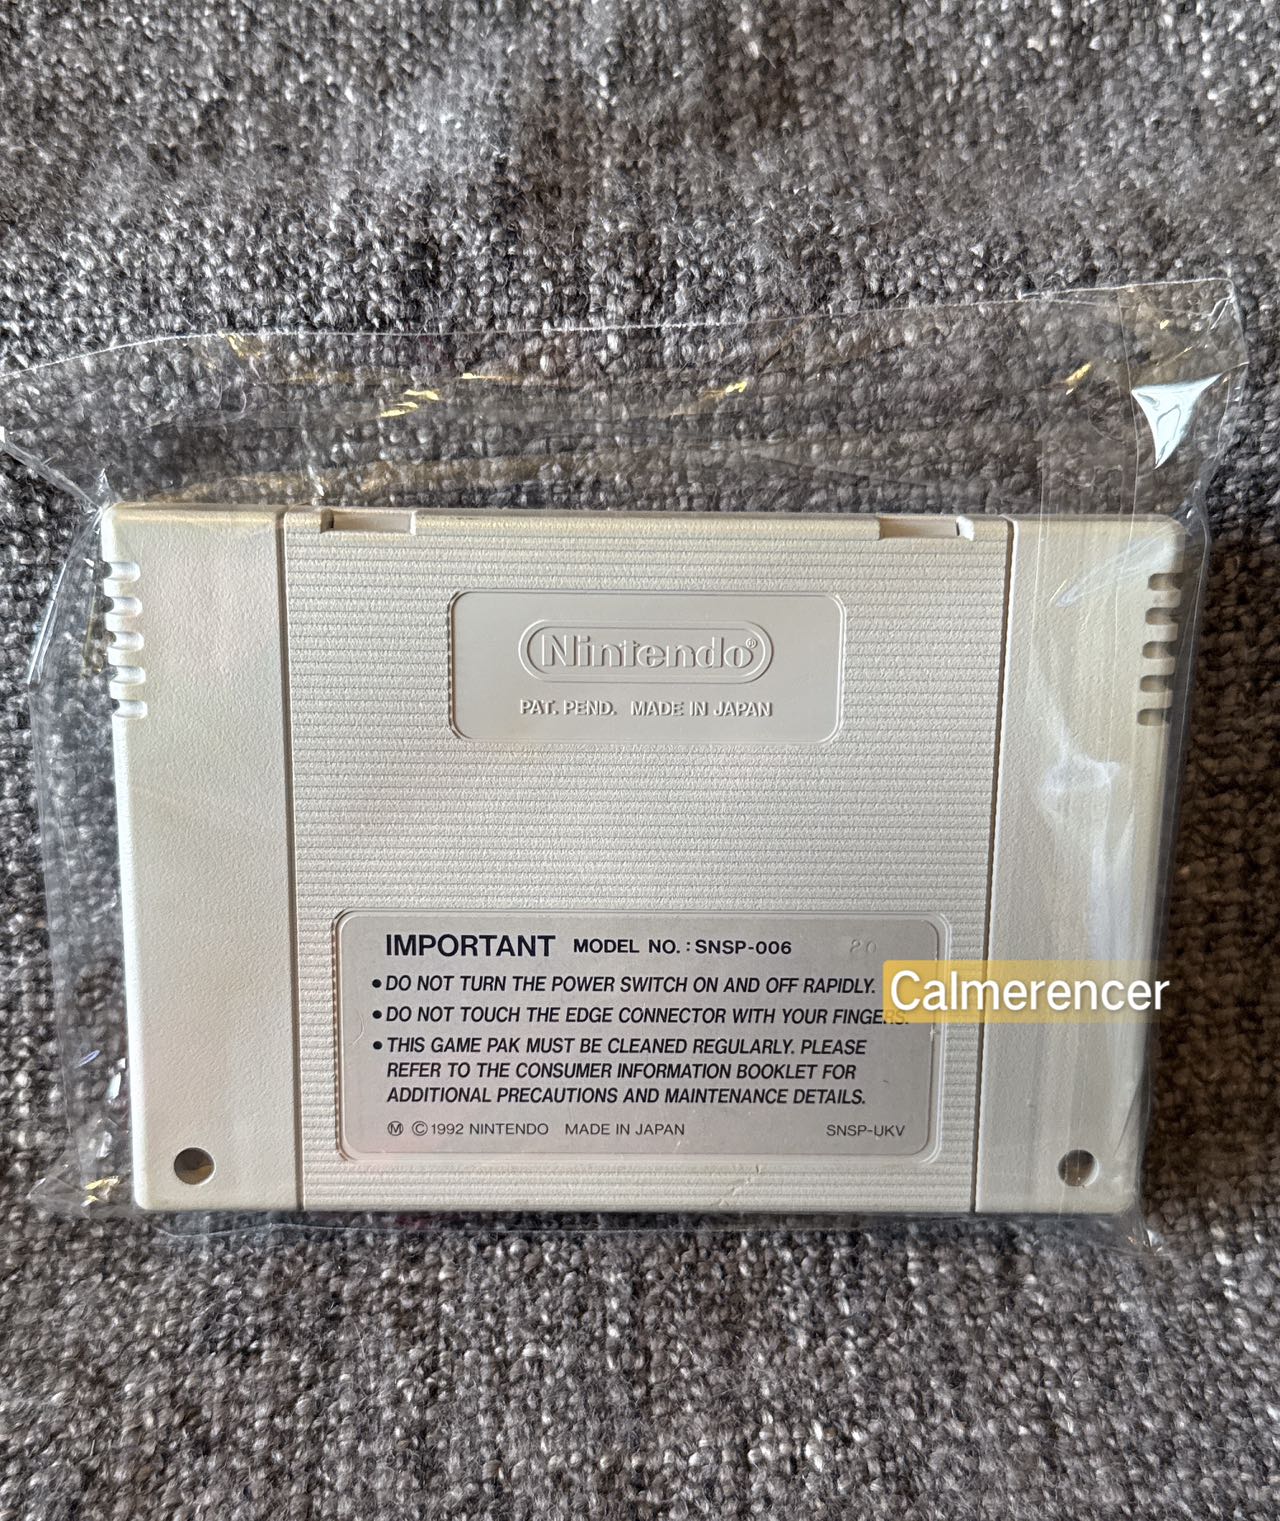 Nintendo®
PAT. PEND. MADE IN JAPAN
IMPORTANT MODEL NO. : SNSP-006 20
• DO NOT TURN THE POWER SWITCH ON AND OFF RAPIDLY.
• DO NOT TOUCH THE EDGE CONNECTOR WITH YOUR FINGERS.
• THIS GAME PAK MUST BE CLEANED REGULARLY. PLEASE
REFER TO THE CONSUMER INFORMATION BOOKLET FOR
ADDITIONAL PRECAUTIONS AND MAINTENANCE DETAILS.
Ⓜ © 1992 NINTENDO MADE IN JAPAN SNSP-UKV
Calmerencer